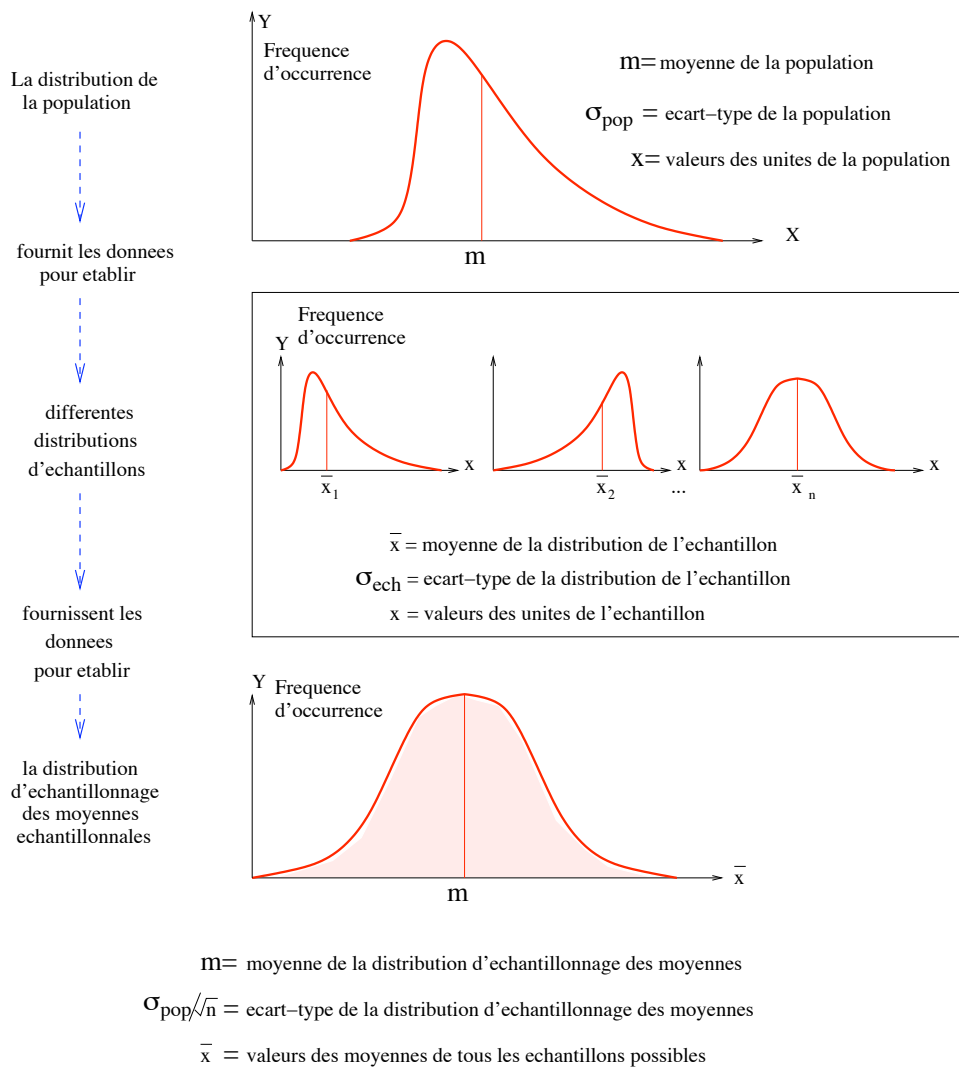 Y
Frequence
d'occurrence
La distribution de
la population
m= moyenne de la population
σpop = ecart–type de la population
x= valeurs des unites de la population
X
m
fournit les donnees
pour etablir
Frequence
d'occurrence
Y
x
x
x
x̄1
x̄2
...
x̄n
differentes
distributions
d'echantillons
x̄ = moyenne de la distribution de l'echantillon
σech = ecart–type de la distribution de l'echantillon
x = valeurs des unites de l'echantillon
fournissent les
donnees
pour etablir
Y
Frequence
d'occurrence
la distribution
d'echantillonnage
des moyennes
echantillonnales
x̄
m
m= moyenne de la distribution d'echantillonnage des moyennes
σpop/√n = ecart–type de la distribution d'echantillonnage des moyennes
x̄ = valeurs des moyennes de tous les echantillons possibles